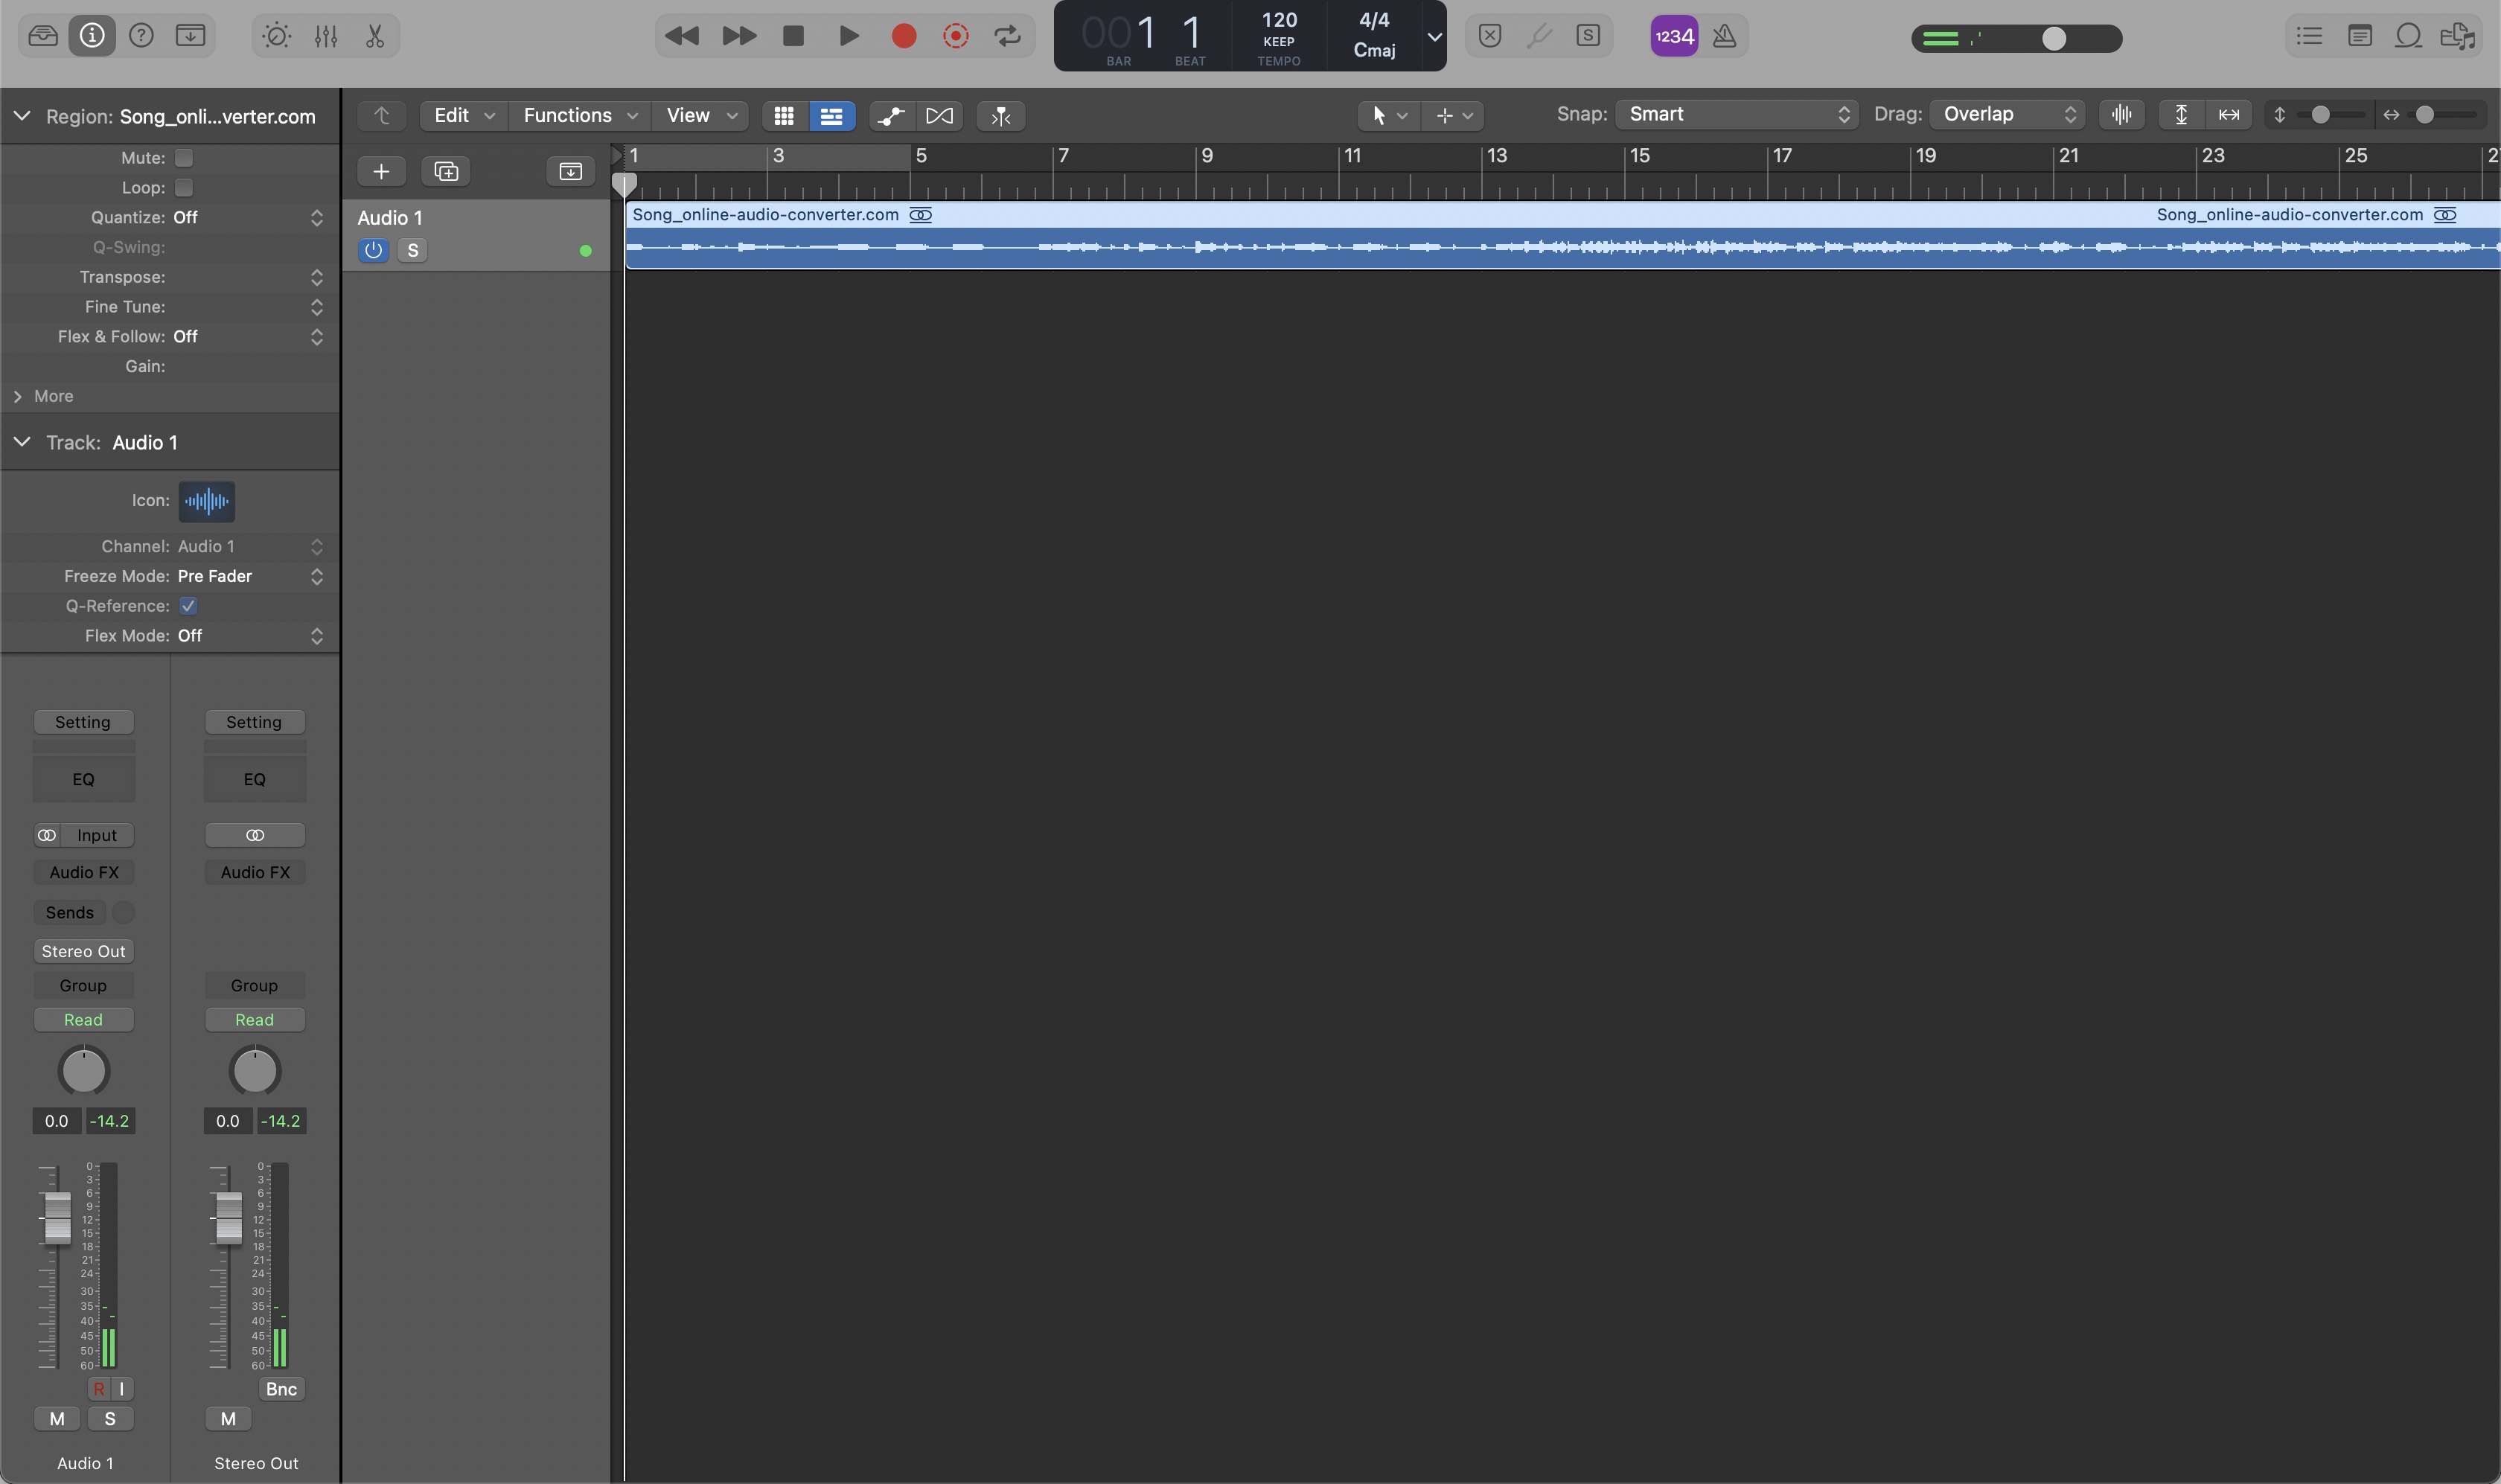 001 1
BAR BEAT
120
KEEP
TEMPO
4/4
Cmaj
S
1234
Region: Song_onli...verter.com
Mute:
Loop:
Quantize: Off
Q-Swing:
Transpose:
Fine Tune:
Flex & Follow: Off
Gain:
More
Track: Audio 1
Icon:
Channel: Audio 1
Freeze Mode: Pre Fader
Q-Reference:
Flex Mode: Off
Setting Setting
EQ EQ
Input
Audio FX Audio FX
Sends
Stereo Out
Group Group
Read Read
0.0 -14.2 0.0 -14.2
0 0
3 3
6 6
9 9
12 12
15 15
18 18
21 21
24 24
30 30
35 35
40 40
45 45
50 50
60 60
R I Bnc
M S M
Audio 1 Stereo Out
Edit Functions View
Snap: Smart Drag: Overlap
1 3 5 7 9 11 13 15 17 19 21 23 25
Audio 1
S
Song_online-audio-converter.com Song_online-audio-converter.com